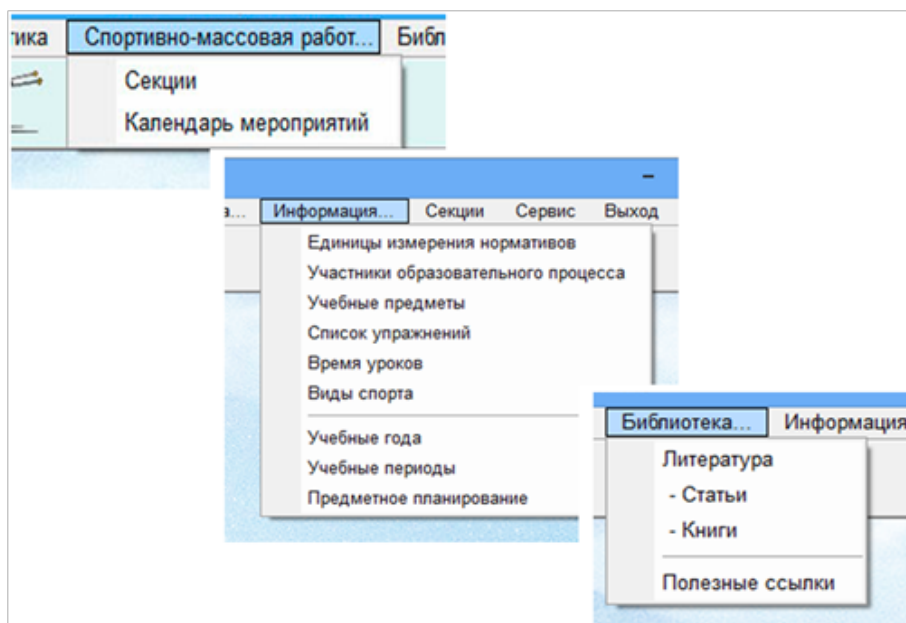 тика Спортивно-массовая работ... Библ
Секции
Календарь мероприятий
а... Информация... Секции Сервис Выход
Единицы измерения нормативов
Участники образовательного процесса
Учебные предметы
Список упражнений
Время уроков
Виды спорта
Учебные года
Учебные периоды
Предметное планирование
Библиотека... Информация
Литература
- Статьи
- Книги
Полезные ссылки